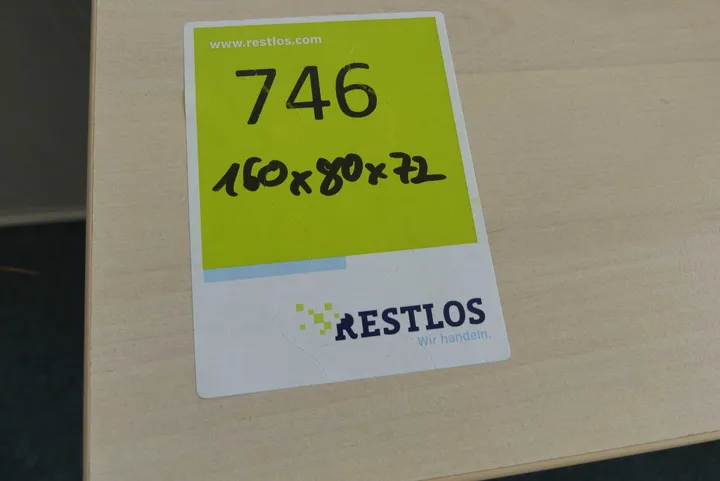 www.restlos.com
746
160x80x72
RESTLOS
Wir handeln.